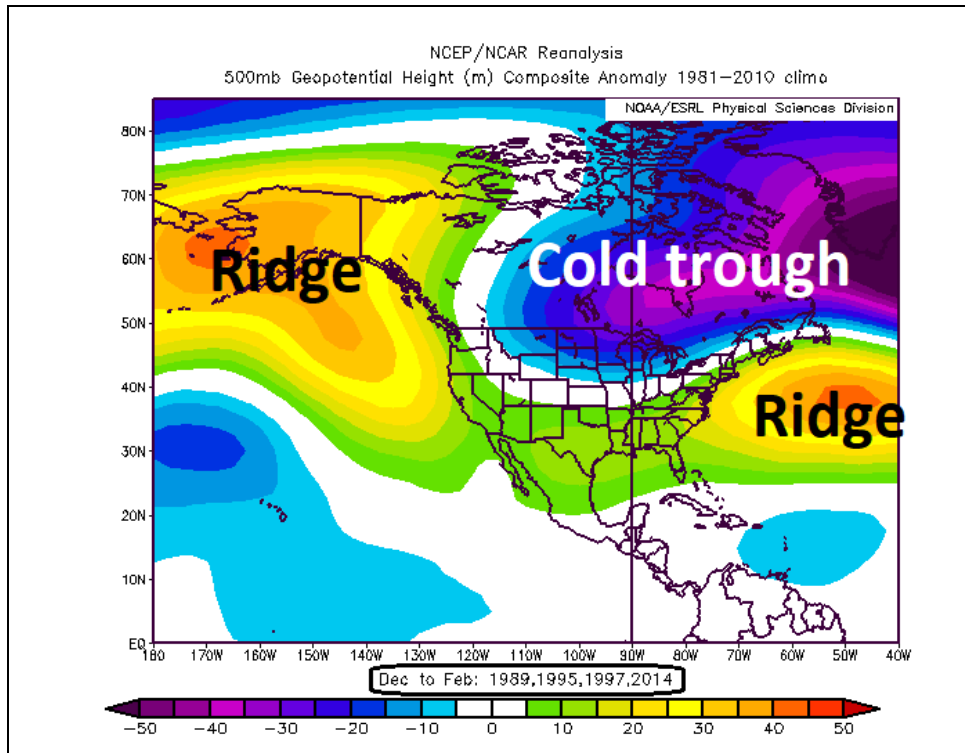 NCEP/NCAR Reanalysis
500mb Geopotential Height (m) Composite Anomaly 1981-2010 climo
NOAA/ESRL Physical Sciences Division
80N
70N
60N
50N
40N
30N
20N
10N
EQ
Ridge
Cold trough
Ridge
180 170W 160W 150W 140W 130W 120W 110W 100W 90W 80W 70W 60W 50W 40W
Dec to Feb: 1989,1995,1997,2014
-50 -40 -30 -20 -10 0 10 20 30 40 50